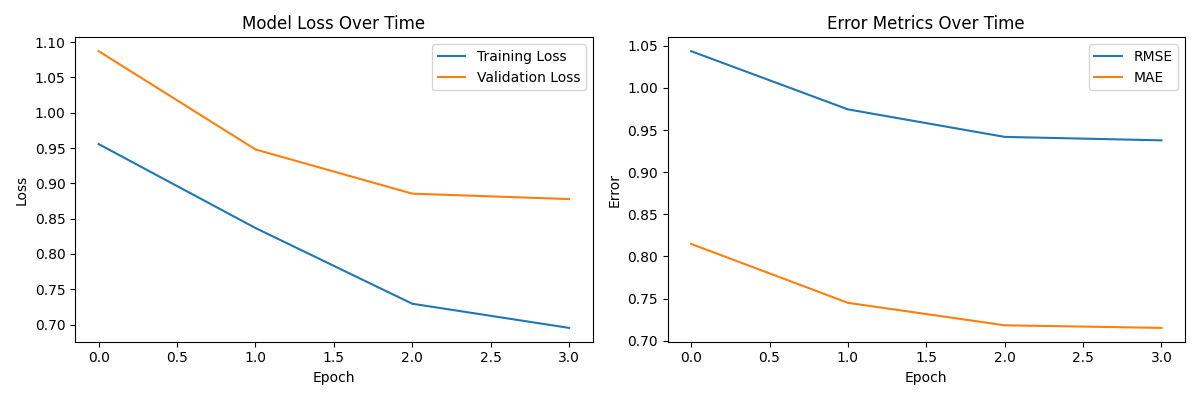 Model Loss Over Time
1.10
1.05
1.00
0.95
0.90
0.85
0.80
0.75
0.70
Loss
Training Loss
Validation Loss
0.0 0.5 1.0 1.5 2.0 2.5 3.0
Epoch
Error Metrics Over Time
1.05
1.00
0.95
0.90
0.85
0.80
0.75
0.70
Error
RMSE
MAE
0.0 0.5 1.0 1.5 2.0 2.5 3.0
Epoch